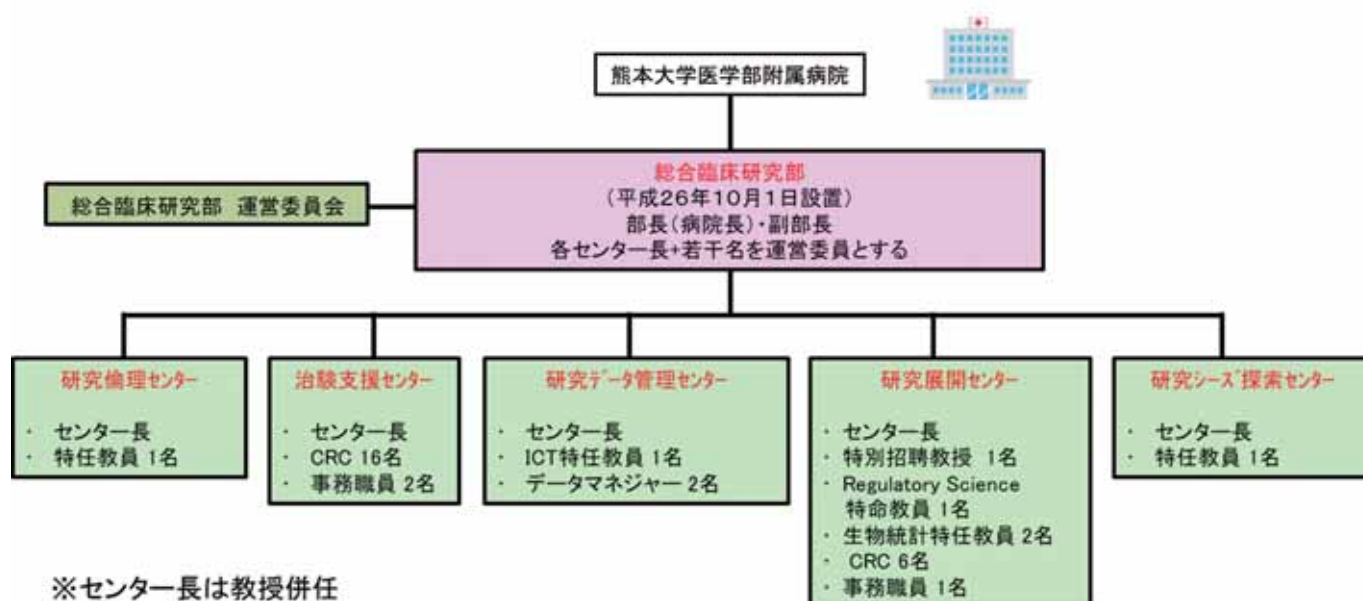 熊本大学医学部附属病院
総合臨床研究部
（平成２６年１０月１日設置）
部長（病院長）・副部長
各センター長+若干名を運営委員とする
総合臨床研究部 運営委員会
研究倫理ｾﾝﾀｰ
・ センター長
・ 特任教員 1名
治験支援ｾﾝﾀｰ
・ センター長
・ CRC 16名
・ 事務職員 2名
研究ﾃﾞｰﾀ管理ｾﾝﾀｰ
・ センター長
・ ICT特任教員 1名
・ データマネジャー 2名
研究展開ｾﾝﾀｰ
・ センター長
・ 特別招聘教授 1名
・ Regulatory Science
特命教員 1名
・ 生物統計特任教員 2名
・ CRC 6名
・ 事務職員 1名
研究ｼｰｽﾞ探索ｾﾝﾀｰ
・ センター長
・ 特任教員 1名
※センター長は教授併任